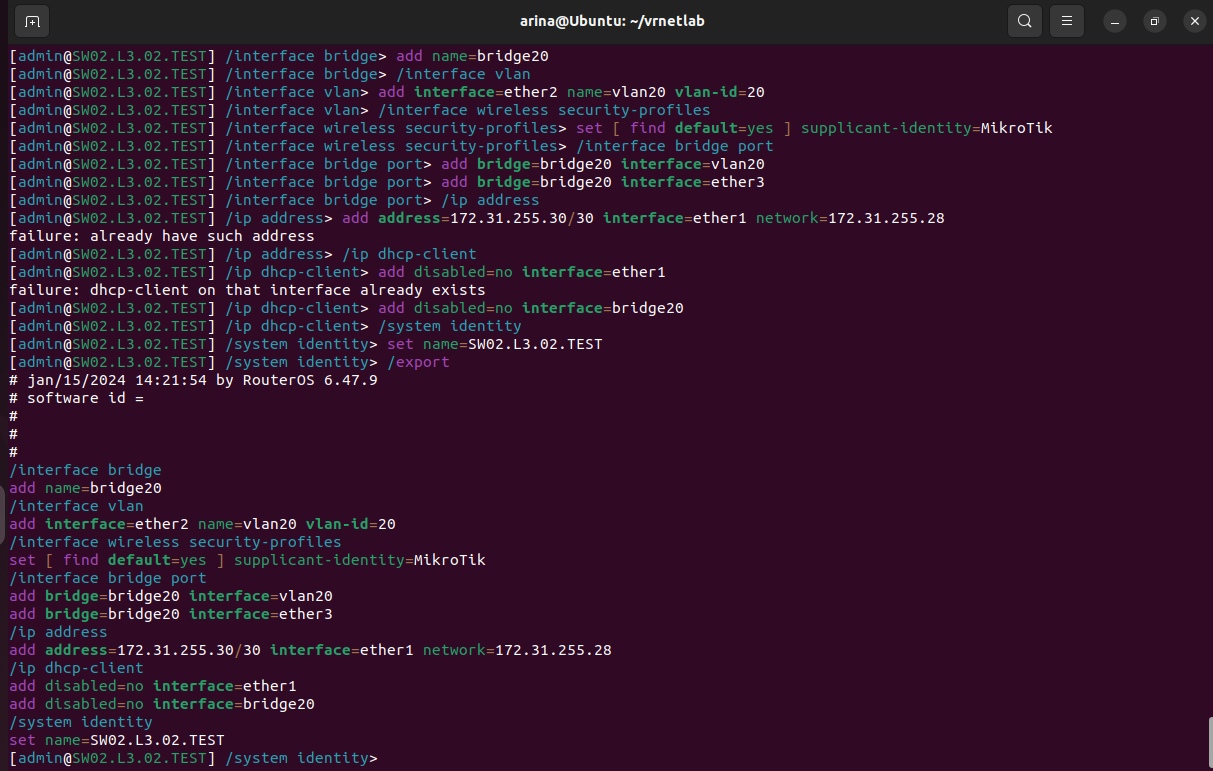 arina@Ubuntu: ~/vrnetlab
[admin@SW02.L3.02.TEST] /interface bridge> add name=bridge20
[admin@SW02.L3.02.TEST] /interface bridge> /interface vlan
[admin@SW02.L3.02.TEST] /interface vlan> add interface=ether2 name=vlan20 vlan-id=20
[admin@SW02.L3.02.TEST] /interface vlan> /interface wireless security-profiles
[admin@SW02.L3.02.TEST] /interface wireless security-profiles> set [ find default=yes ] supplicant-identity=MikroTik
[admin@SW02.L3.02.TEST] /interface wireless security-profiles> /interface bridge port
[admin@SW02.L3.02.TEST] /interface bridge port> add bridge=bridge20 interface=vlan20
[admin@SW02.L3.02.TEST] /interface bridge port> add bridge=bridge20 interface=ether3
[admin@SW02.L3.02.TEST] /interface bridge port> /ip address
[admin@SW02.L3.02.TEST] /ip address> add address=172.31.255.30/30 interface=ether1 network=172.31.255.28
failure: already have such address
[admin@SW02.L3.02.TEST] /ip address> /ip dhcp-client
[admin@SW02.L3.02.TEST] /ip dhcp-client> add disabled=no interface=ether1
failure: dhcp-client on that interface already exists
[admin@SW02.L3.02.TEST] /ip dhcp-client> add disabled=no interface=bridge20
[admin@SW02.L3.02.TEST] /ip dhcp-client> /system identity
[admin@SW02.L3.02.TEST] /system identity> set name=SW02.L3.02.TEST
[admin@SW02.L3.02.TEST] /system identity> /export
# jan/15/2024 14:21:54 by RouterOS 6.47.9
# software id =
#
#
#
/interface bridge
add name=bridge20
/interface vlan
add interface=ether2 name=vlan20 vlan-id=20
/interface wireless security-profiles
set [ find default=yes ] supplicant-identity=MikroTik
/interface bridge port
add bridge=bridge20 interface=vlan20
add bridge=bridge20 interface=ether3
/ip address
add address=172.31.255.30/30 interface=ether1 network=172.31.255.28
/ip dhcp-client
add disabled=no interface=ether1
add disabled=no interface=bridge20
/system identity
set name=SW02.L3.02.TEST
[admin@SW02.L3.02.TEST] /system identity>